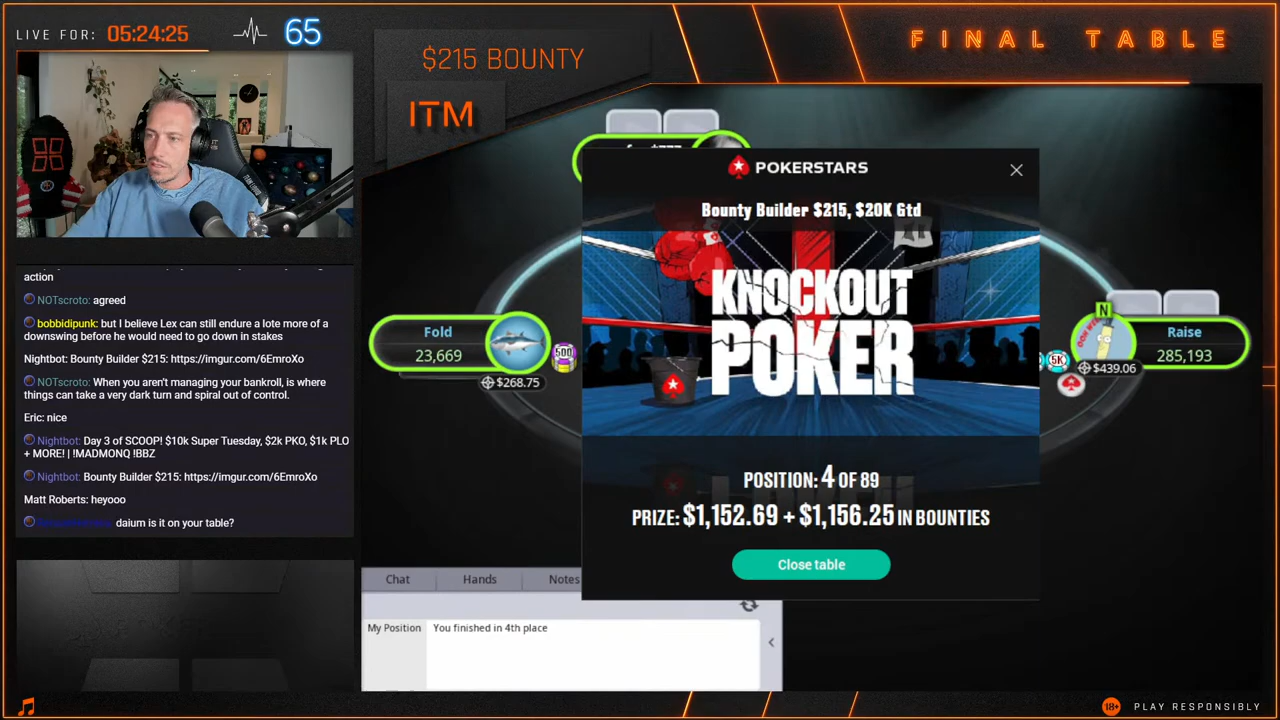 LIVE FOR: 05:24:25
65
$215 BOUNTY
ITM
FINAL TABLE
action
NOTscroto: agreed
bobbidipunk: but I believe Lex can still endure a lote more of a
downswing before he would need to go down in stakes
Nightbot: Bounty Builder $215: https://imgur.com/6EmroXo
NOTscroto: When you aren't managing your bankroll, is where
things can take a very dark turn and spiral out of control.
Eric: nice
Nightbot: Day 3 of SCOOP! $10k Super Tuesday, $2k PKO, $1k PLO
+ MORE! | !MADMONQ !BBZ
Nightbot: Bounty Builder $215: https://imgur.com/6EmroXo
Matt Roberts: heyooo
daium is it on your table?
Fold
23,669
500
$268.75
POKERSTARS
Bounty Builder $215, $20K Gtd
KNOCKOUT
POKER
POSITION: 4 OF 89
PRIZE: $1,152.69 + $1,156.25 IN BOUNTIES
Close table
N
Raise
285,193
5K
$439.06
Chat
Hands
Notes
My Position
You finished in 4th place
18+ PLAY RESPONSIBLY